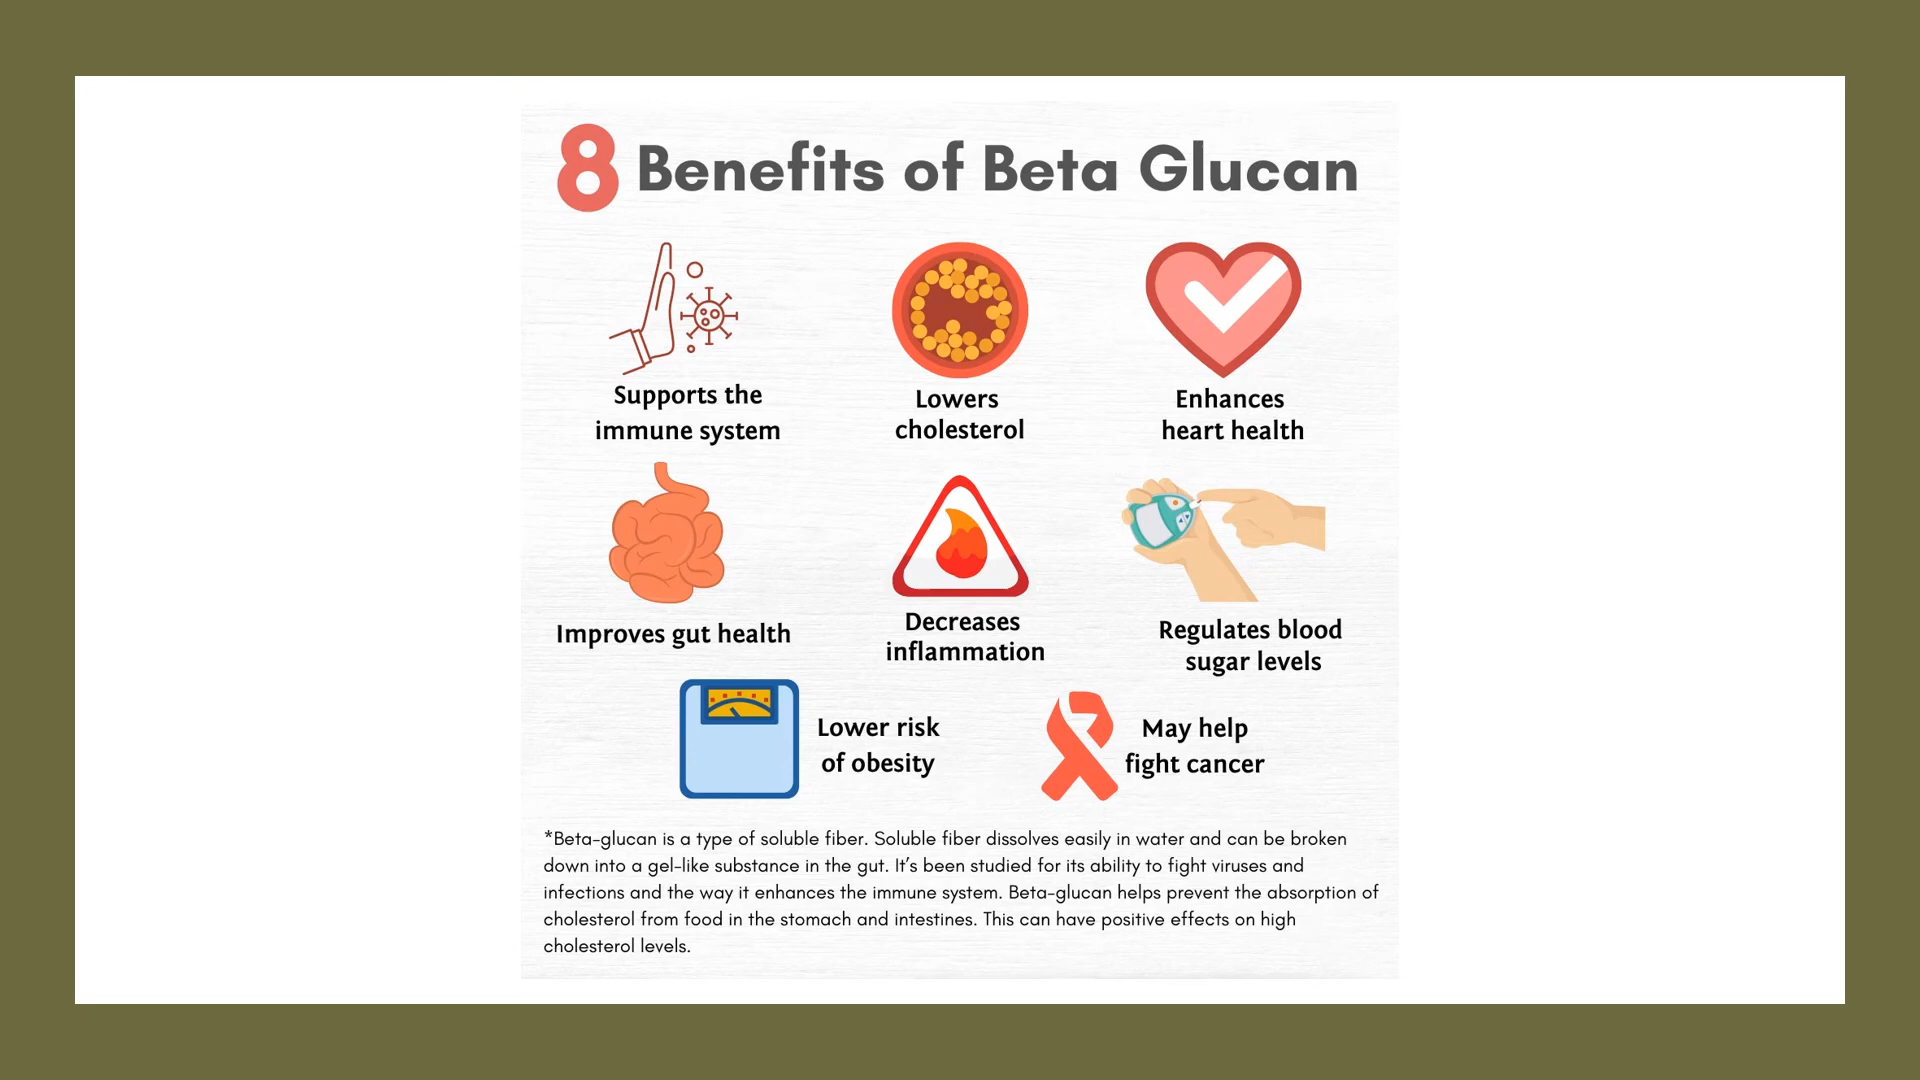 8 Benefits of Beta Glucan
Supports the
immune system
Lowers
cholesterol
Enhances
heart health
Improves gut health
Decreases
inflammation
Regulates blood
sugar levels
Lower risk
of obesity
May help
fight cancer
*Beta-glucan is a type of soluble fiber. Soluble fiber dissolves easily in water and can be broken
down into a gel-like substance in the gut. It’s been studied for its ability to fight viruses and
infections and the way it enhances the immune system. Beta-glucan helps prevent the absorption of
cholesterol from food in the stomach and intestines. This can have positive effects on high
cholesterol levels.